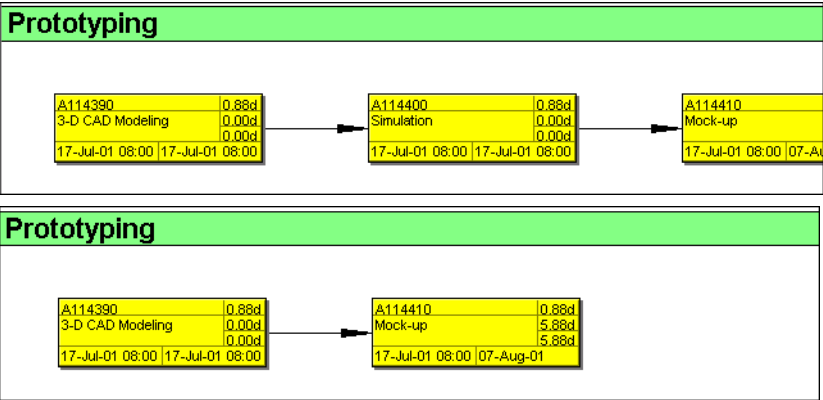 Prototyping
A114390 0.88d A114400 0.88d A114410
3-D CAD Modeling 0.00d Simulation 0.00d Mock-up
0.00d 0.00d
17-Jul-01 08:00 17-Jul-01 08:00 17-Jul-01 08:00 17-Jul-01 08:00 17-Jul-01 08:00 07-Au
Prototyping
A114390 0.88d A114410 0.88d
3-D CAD Modeling 0.00d Mock-up 5.88d
0.00d 5.88d
17-Jul-01 08:00 17-Jul-01 08:00 17-Jul-01 08:00 07-Aug-01